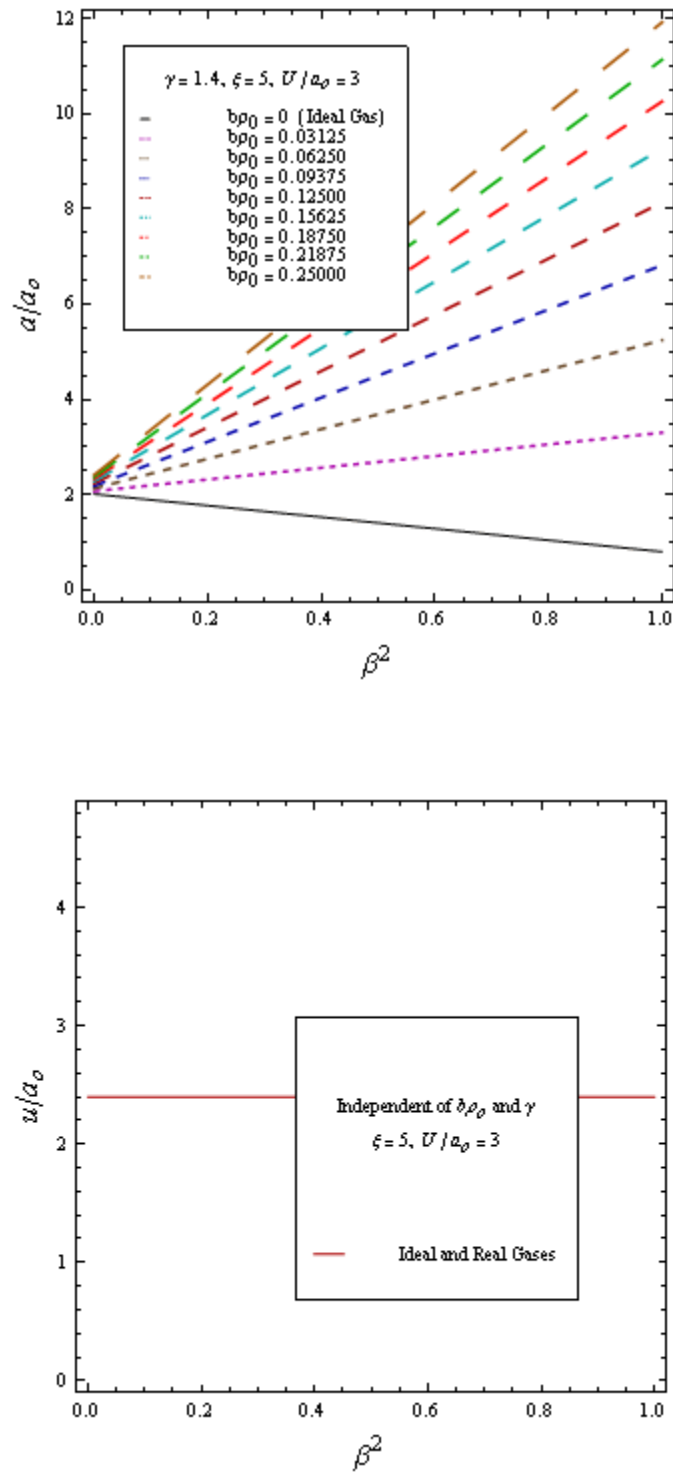 12
γ = 1.4, ξ = 5, U/a₀ = 3
bρ₀ = 0 (Ideal Gas)
bρ₀ = 0.03125
bρ₀ = 0.06250
bρ₀ = 0.09375
bρ₀ = 0.12500
bρ₀ = 0.15625
bρ₀ = 0.18750
bρ₀ = 0.21875
bρ₀ = 0.25000
10
8
6
4
2
0
a/a₀
0.0 0.2 0.4 0.6 0.8 1.0
β²
4
3
2
1
0
u/a₀
Independent of bρ₀ and γ
ξ = 5, U/a₀ = 3
Ideal and Real Gases
0.0 0.2 0.4 0.6 0.8 1.0
β²